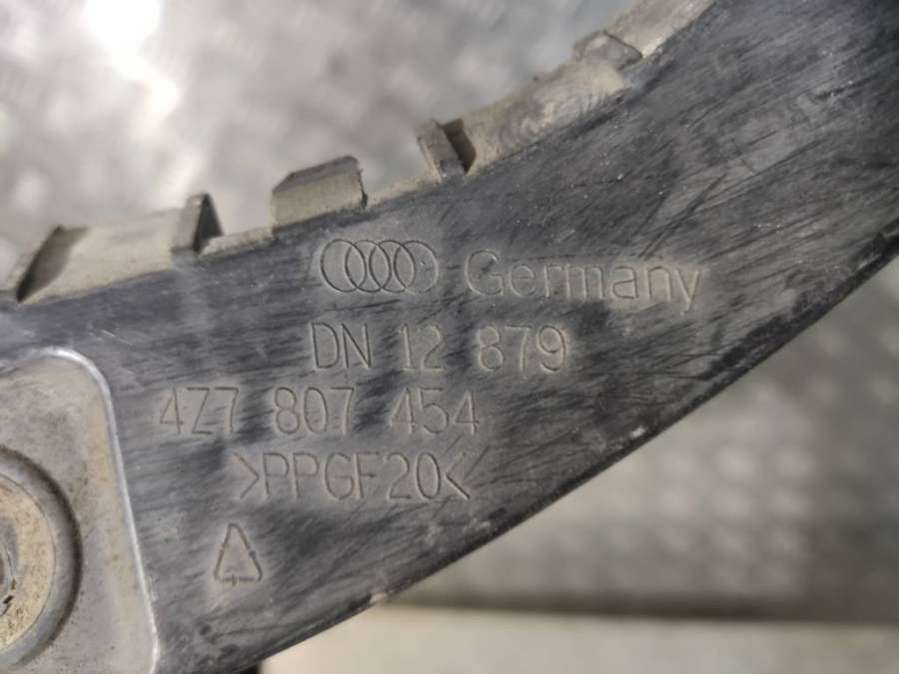 Germany
DN 12 879
4Z7 807 454
>PPGF20<